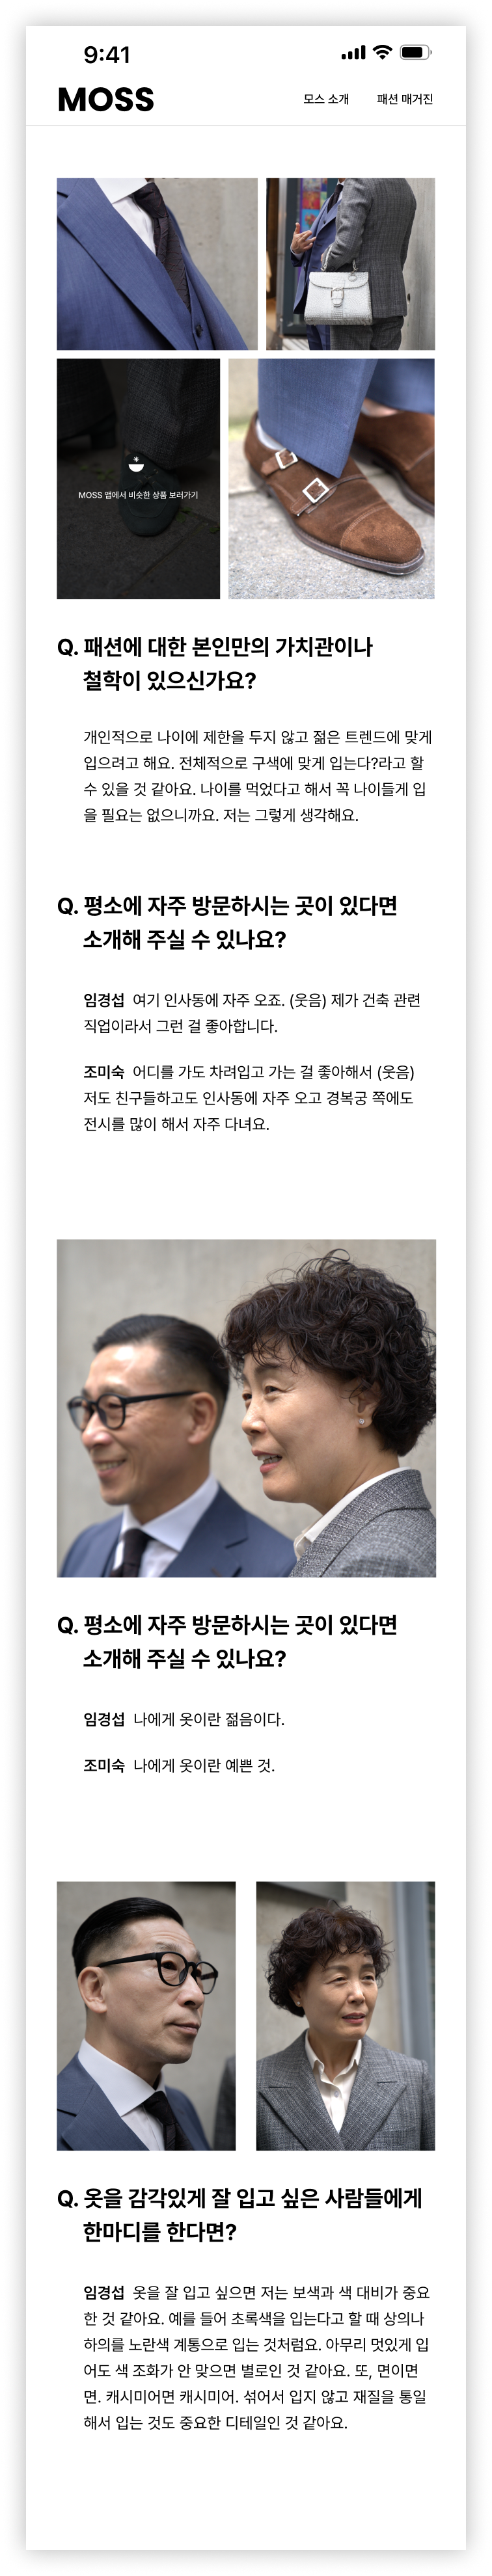 9:41
MOSS
모스 소개
패션 매거진
MOSS 앱에서 비슷한 상품 보러가기
Q. 패션에 대한 본인만의 가치관이나
철학이 있으신가요?
개인적으로 나이에 제한을 두지 않고 젊은 트렌드에 맞게
입으려고 해요. 전체적으로 구색에 맞게 입는다?라고 할
수 있을 것 같아요. 나이를 먹었다고 해서 꼭 나이들게 입
을 필요는 없으니까요. 저는 그렇게 생각해요.
Q. 평소에 자주 방문하시는 곳이 있다면
소개해 주실 수 있나요?
임경섭 여기 인사동에 자주 오죠. (웃음) 제가 건축 관련
직업이라서 그런 걸 좋아합니다.
조미숙 어디를 가도 차려입고 가는 걸 좋아해서 (웃음)
저도 친구들하고도 인사동에 자주 오고 경복궁 쪽에도
전시를 많이 해서 자주 다녀요.
Q. 평소에 자주 방문하시는 곳이 있다면
소개해 주실 수 있나요?
임경섭 나에게 옷이란 젊음이다.
조미숙 나에게 옷이란 예쁜 것.
Q. 옷을 감각있게 잘 입고 싶은 사람들에게
한마디를 한다면?
임경섭 옷을 잘 입고 싶으면 저는 보색과 색 대비가 중요
한 것 같아요. 예를 들어 초록색을 입는다고 할 때 상의나
하의를 노란색 계통으로 입는 것처럼요. 아무리 멋있게 입
어도 색 조화가 안 맞으면 별로인 것 같아요. 또, 면이면
면. 캐시미어면 캐시미어. 섞어서 입지 않고 재질을 통일
해서 입는 것도 중요한 디테일인 것 같아요.